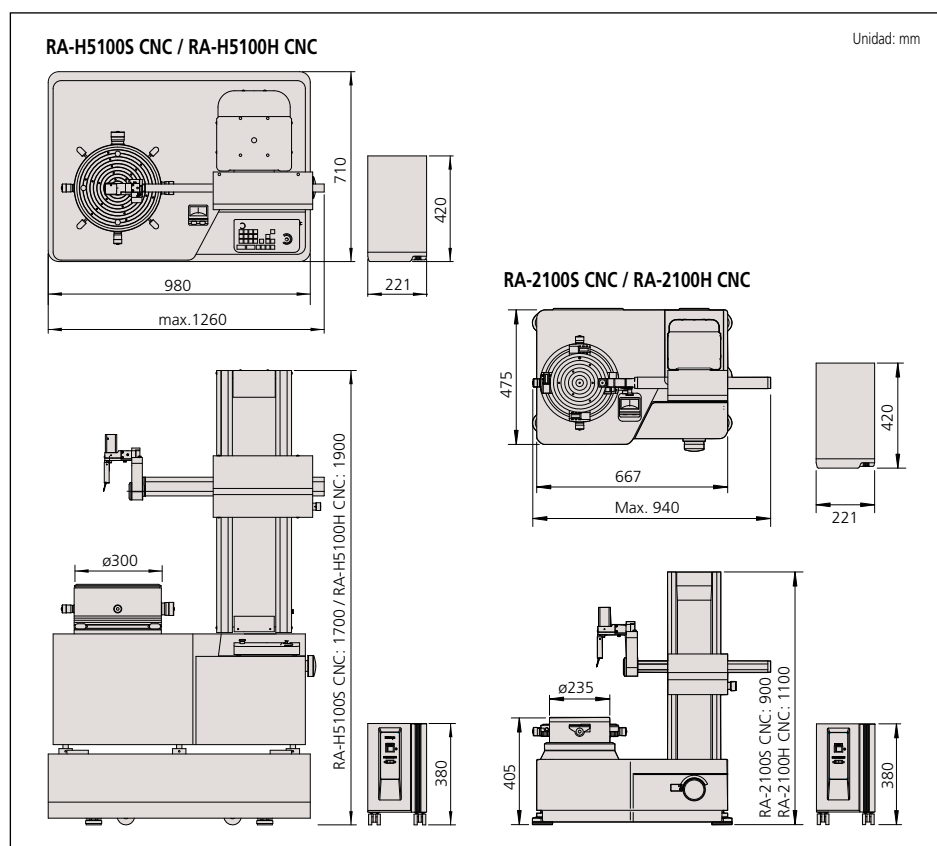 RA-H5100S CNC / RA-H5100H CNC
Unidad: mm
710
420
980
221
max.1260
RA-2100S CNC / RA-2100H CNC
475
420
667
221
Max. 940
RA-H5100S CNC: 1700 / RA-H5100H CNC: 1900
ø300
380
ø235
405
RA-2100S CNC: 900
RA-2100H CNC: 1100
380